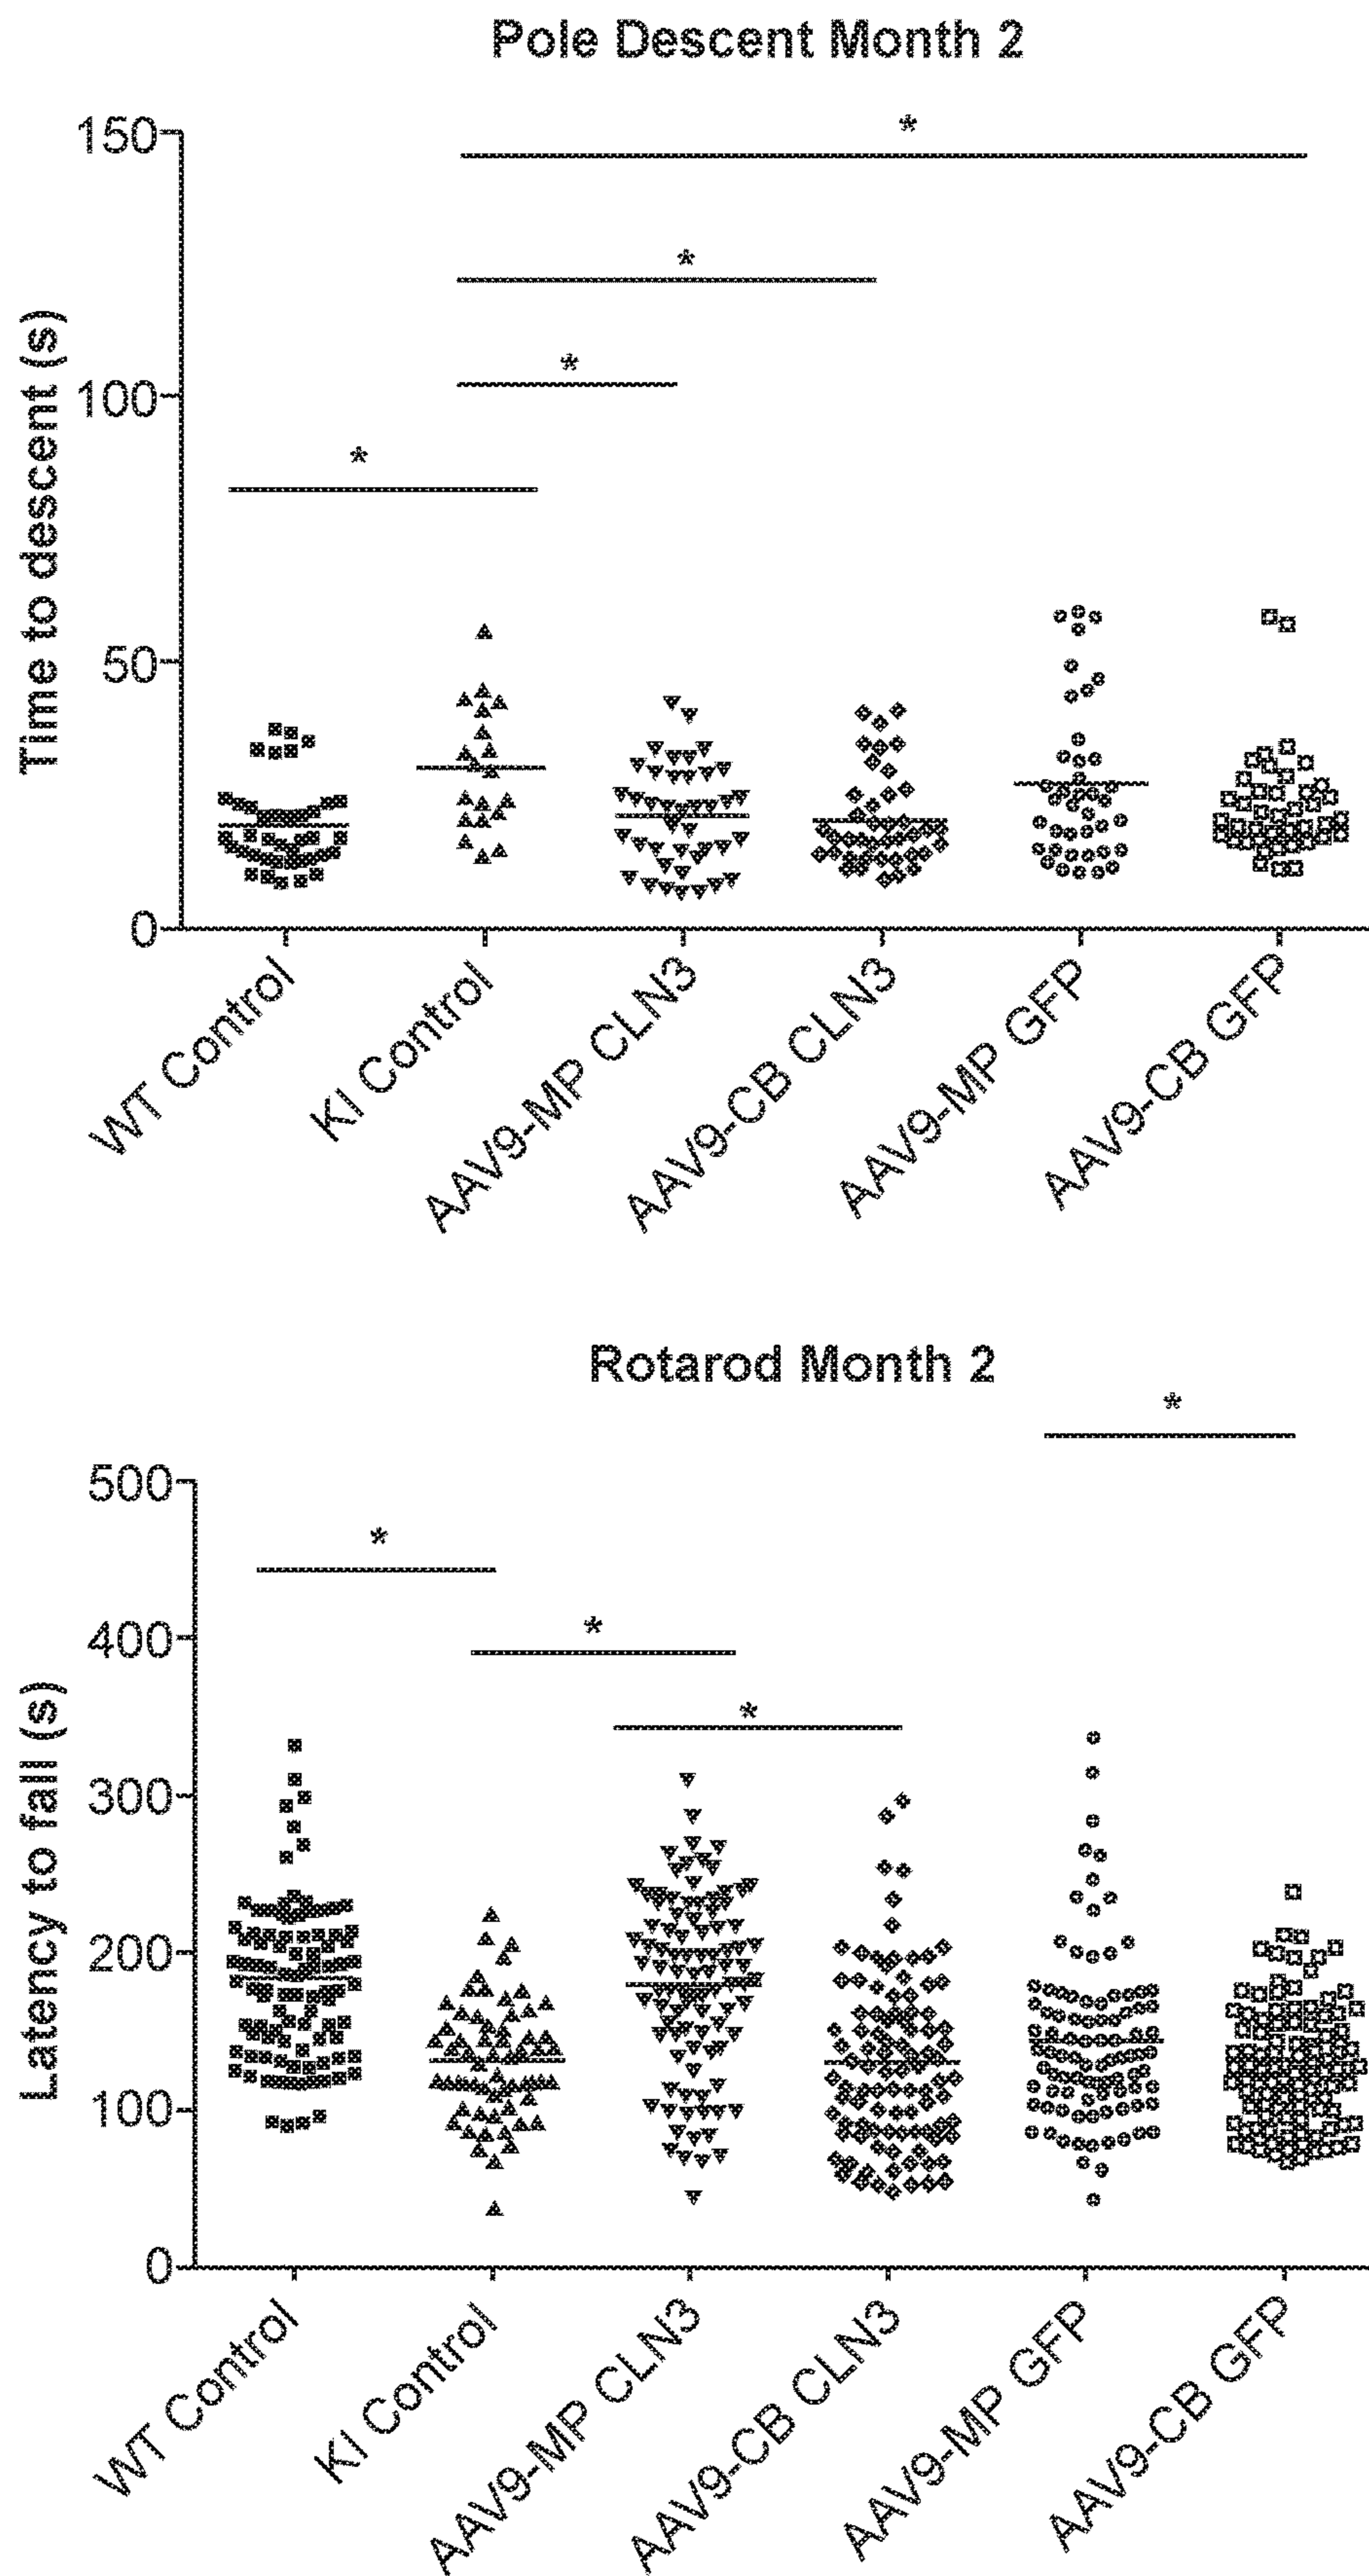 Pole Descent Month 2
*
*
*
*
150
100
50
0
Time to descent (s)
WT Control
KI Control
AAV9-MP CLN3
AAV9-CB CLN3
AAV9-MP GFP
AAV9-CB GFP
Rotarod Month 2
*
*
*
*
500
400
300
200
100
0
Latency to fall (s)
WT Control
KI Control
AAV9-MP CLN3
AAV9-CB CLN3
AAV9-MP GFP
AAV9-CB GFP